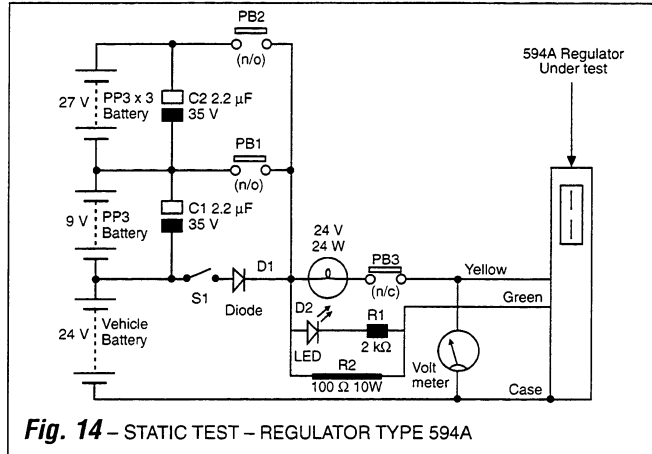 PB2
(n/o)
594A Regulator
Under test
27 V
PP3 x 3
Battery
C2 2.2 µF
35 V
PB1
(n/o)
9 V
PP3
Battery
C1 2.2 µF
35 V
24 V
24 W
PB3
(n/c)
D1
S1
Diode
Yellow
Green
24 V
Vehicle
Battery
D2
LED
R1
2 kΩ
R2
100 Ω 10W
Volt
meter
Case
Fig. 14 – STATIC TEST – REGULATOR TYPE 594A